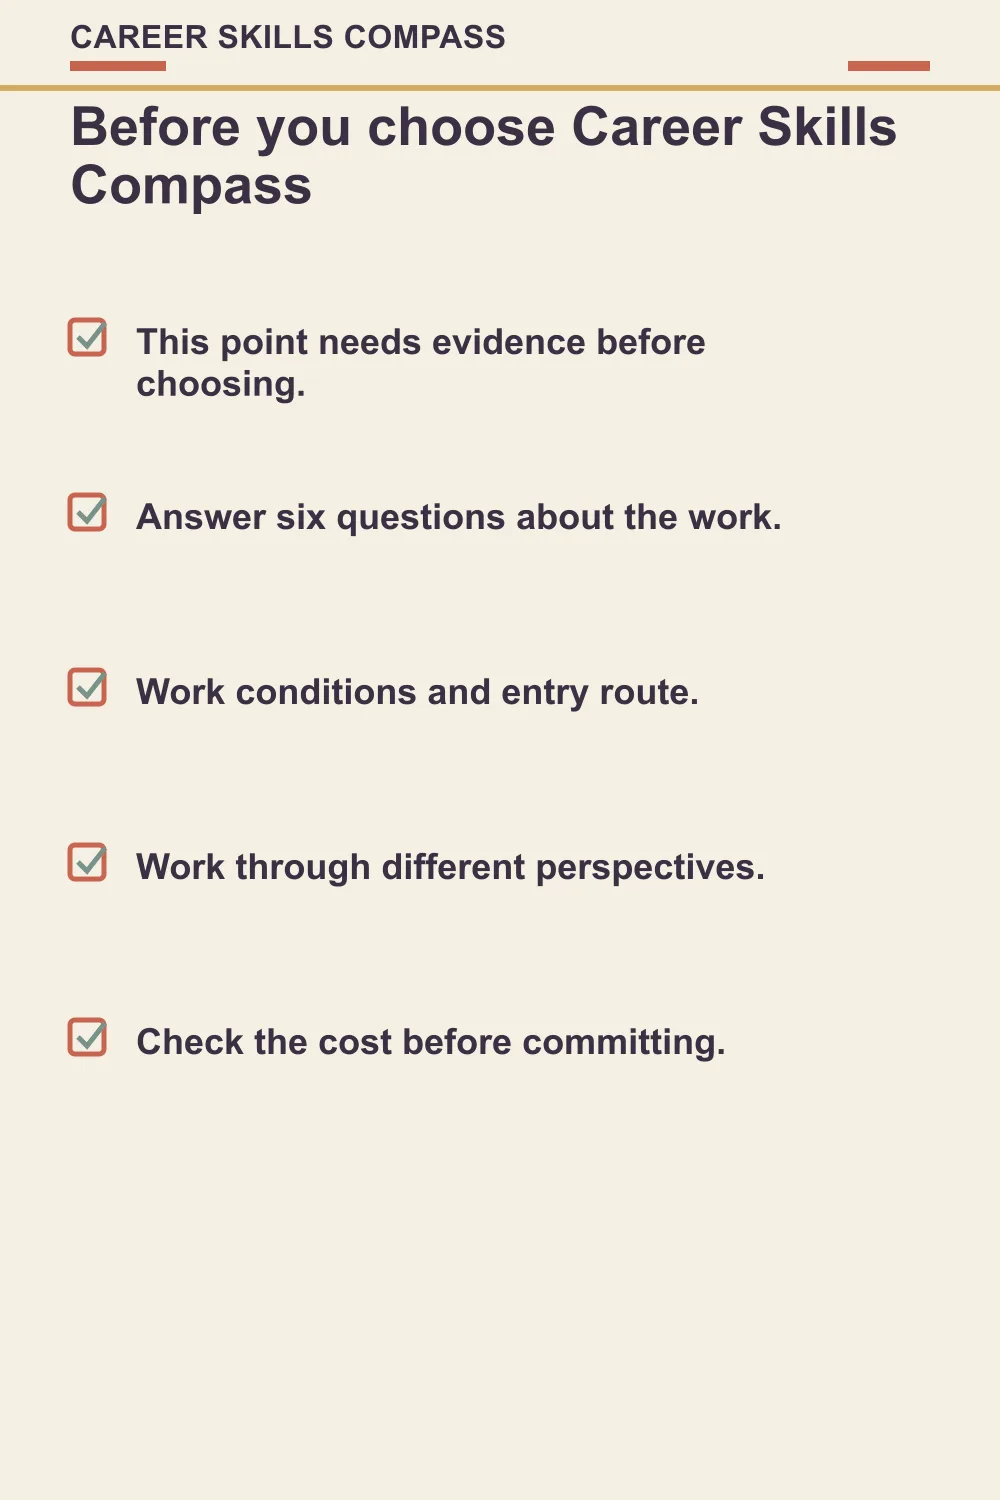 CAREER SKILLS COMPASS
Before you choose Career Skills
Compass
This point needs evidence before
choosing.
Answer six questions about the work.
Work conditions and entry route.
Work through different perspectives.
Check the cost before committing.